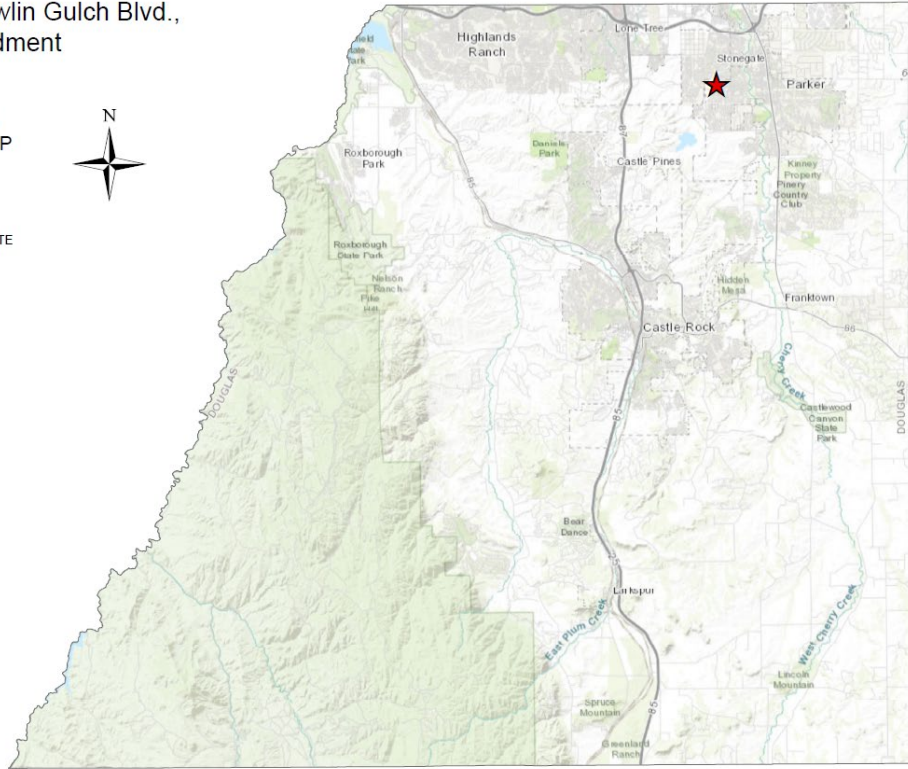 wlin Gulch Blvd.,
dment
N
P
TE
Highlands
Ranch
Lone Tree
Stonegate
Parker
field
Park
Roxborough
Park
Daniels
Park
87
Castle Pines
85
Kinney
Property
Pinery
Country
Club
Roxborough
State Park
Nelson
Ranch
Pike
Hidden
Mesa
Franktown
86
Castle Rock
Cherry Creek
DOUGLAS
DOUGLAS
85
Castlewood
Canyon
State
Park
Bear
Dance
25
Larkspur
East Plum Creek
West Cherry Creek
Lincoln
Mountain
Spruce
Mountain
85
Greenland
Ranch